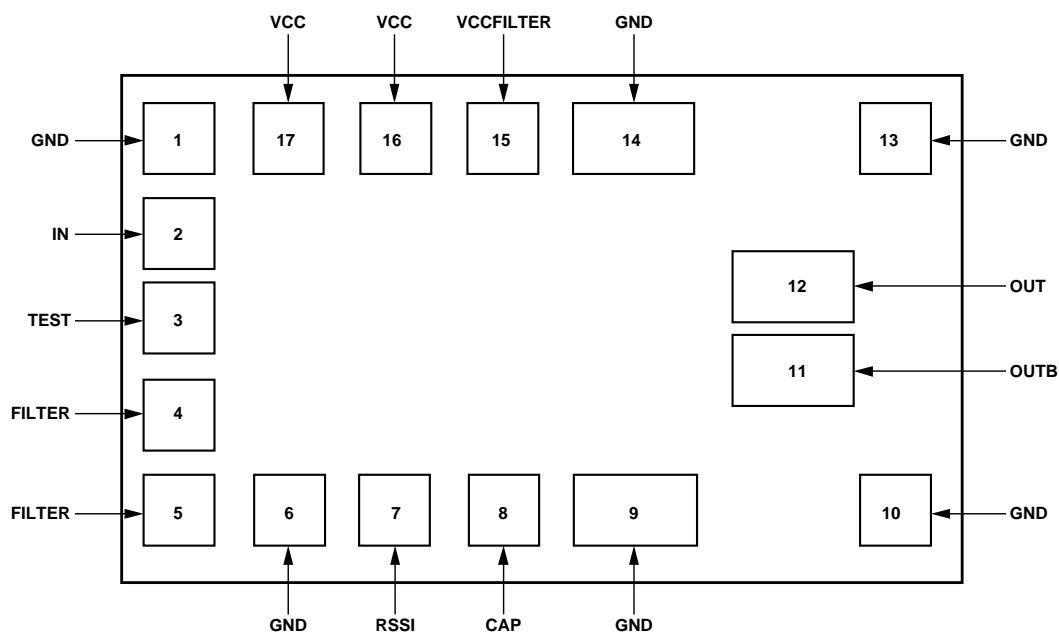 VCC VCC VCCFILTER GND
GND 1 17 16 15 14 13 GND
IN 2
12 OUT
TEST 3
11 OUTB
FILTER 4
FILTER 5 6 7 8 9 10 GND
GND RSSI CAP GND